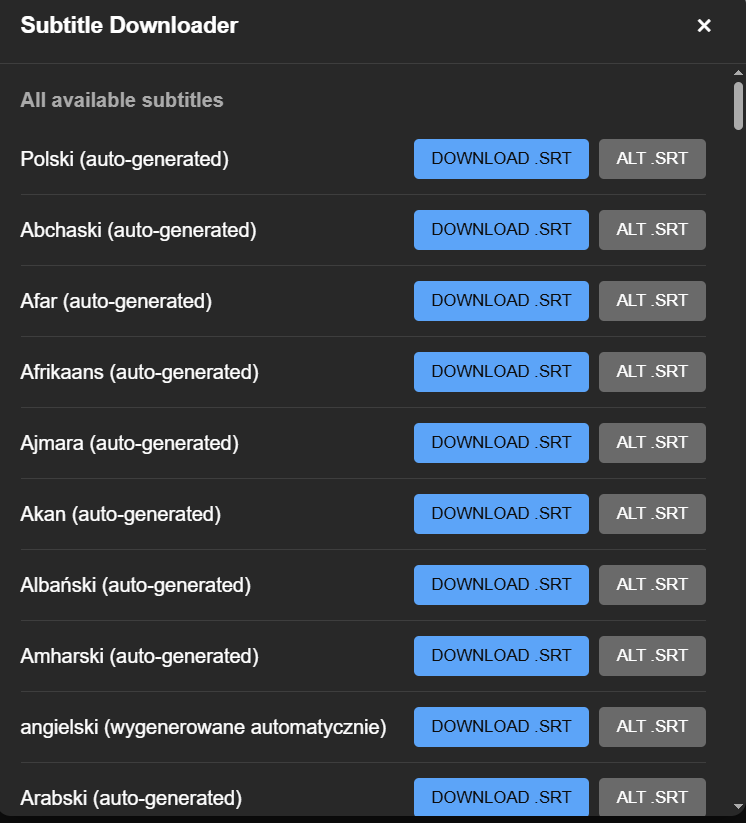 Subtitle Downloader ×
All available subtitles
Polski (auto-generated) DOWNLOAD .SRT ALT .SRT
Abchaski (auto-generated) DOWNLOAD .SRT ALT .SRT
Afar (auto-generated) DOWNLOAD .SRT ALT .SRT
Afrikaans (auto-generated) DOWNLOAD .SRT ALT .SRT
Ajmara (auto-generated) DOWNLOAD .SRT ALT .SRT
Akan (auto-generated) DOWNLOAD .SRT ALT .SRT
Albański (auto-generated) DOWNLOAD .SRT ALT .SRT
Amharski (auto-generated) DOWNLOAD .SRT ALT .SRT
angielski (wygenerowane automatycznie) DOWNLOAD .SRT ALT .SRT
Arabski (auto-generated) DOWNLOAD .SRT ALT .SRT